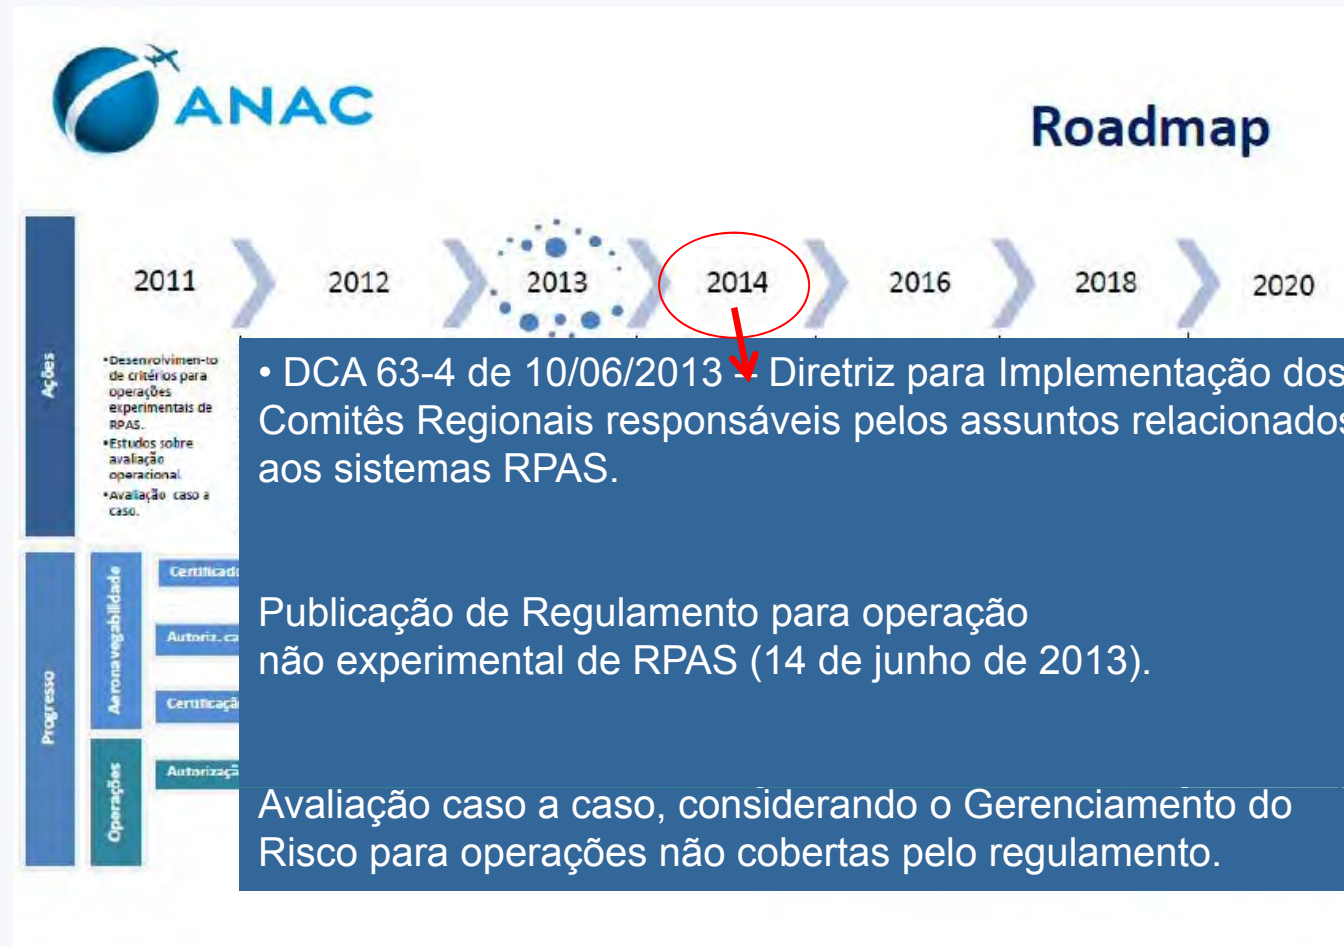 ANAC
Roadmap
2011
2012
2013
2014
2016
2018
2020
Ações
•Desenvolvimen-to
de critérios para
operações
experimentais de
RPAS.
•Estudos sobre
avaliação
operacional.
•Avaliação caso a
caso.
• DCA 63-4 de 10/06/2013 – Diretriz para Implementação dos
Comitês Regionais responsáveis pelos assuntos relacionados
aos sistemas RPAS.
Publicação de Regulamento para operação
não experimental de RPAS (14 de junho de 2013).
Avaliação caso a caso, considerando o Gerenciamento do
Risco para operações não cobertas pelo regulamento.
Progresso
Aeronavegabilidade
Operações